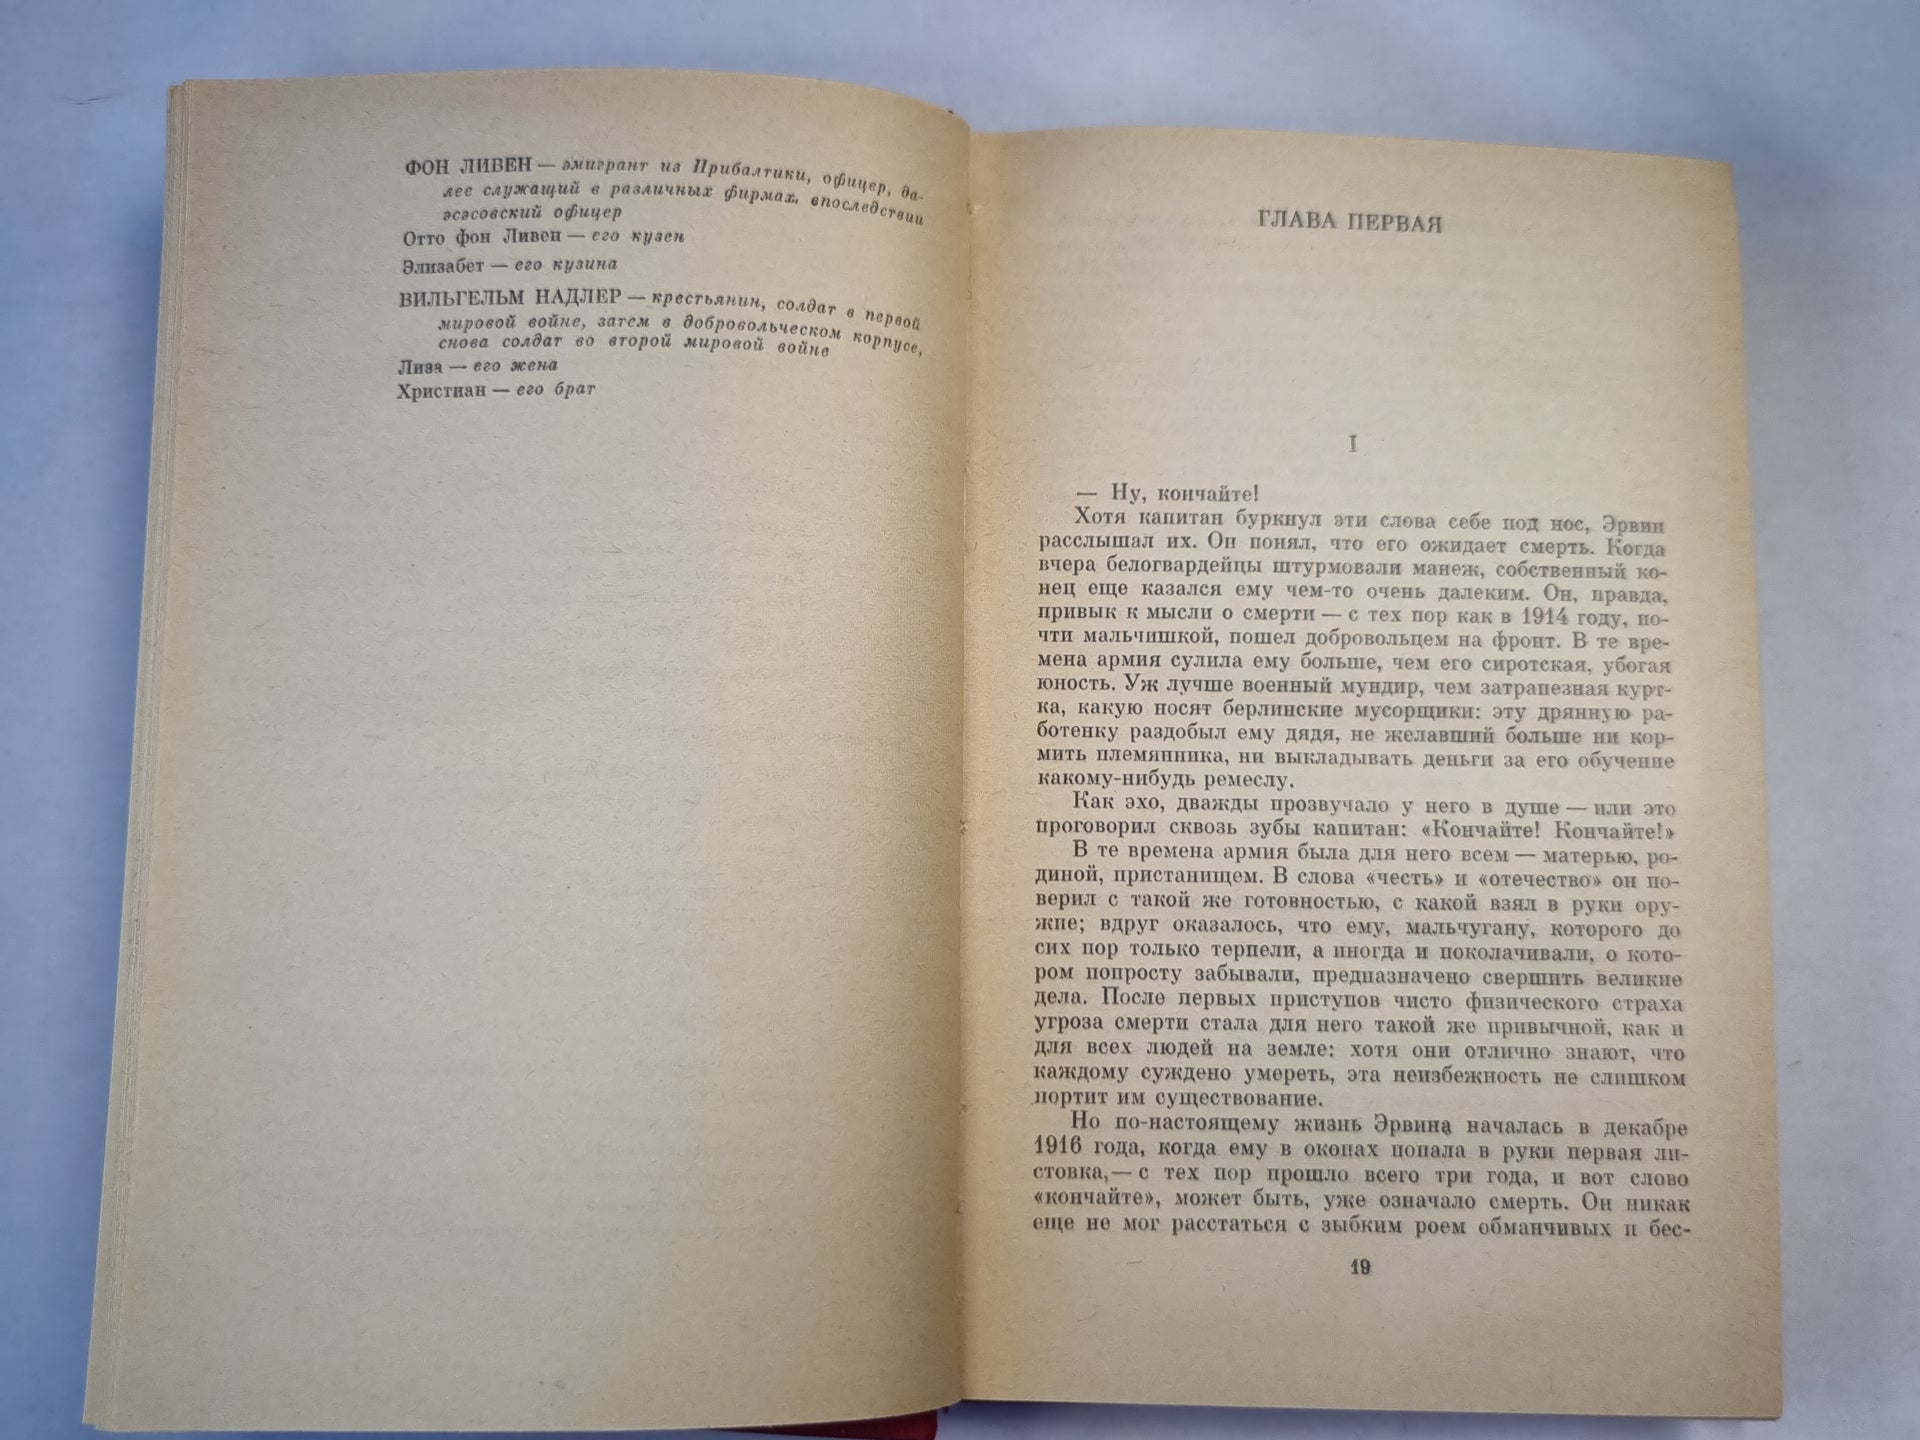 ФОН ЛИВЕН — эмигрант из Прибалтики, офицер, да-
лее служащий в различных фирмах, впоследствии
эсэсовский офицер
Отто фон Ливен — его кузен
Элизабет — его кузина
ВИЛЬГЕЛЬМ НАДЛЕР — крестьянин, солдат в первой
мировой войне, затем в добровольческом корпусе,
снова солдат во второй мировой войне
Лиза — его жена
Христиан — его брат
ГЛАВА ПЕРВАЯ
I
— Ну, кончайте!
Хотя капитан буркнул эти слова себе под нос, Эрвин
расслышал их. Он понял, что его ожидает смерть. Когда
вчера белогвардейцы штурмовали манеж, собственный ко-
нец еще казался ему чем-то очень далеким. Он, правда,
привык к мысли о смерти — с тех пор как в 1914 году, по-
чти мальчишкой, пошел добровольцем на фронт. В те вре-
мена армия сулила ему больше, чем его сиротская, убогая
юность. Уж лучше военный мундир, чем затрапезная курт-
ка, какую носят берлинские мусорщики: эту дрянную ра-
ботенку раздобыл ему дядя, не желавший больше ни кор-
мить племянника, ни выкладывать деньги за его обучение
какому-нибудь ремеслу.
Как эхо, дважды прозвучало у него в душе — или это
проговорил сквозь зубы капитан: «Кончайте! Кончайте!»
В те времена армия была для него всем — матерью, ро-
диной, пристанищем. В слова «честь» и «отечество» он по-
верил с такой же готовностью, с какой взял в руки ору-
жие; вдруг оказалось, что ему, мальчугану, которого до
сих пор только терпели, а иногда и поколачивали, о кото-
ром попросту забывали, предназначено свершить великие
дела. После первых приступов чисто физического страха
угроза смерти стала для него такой же привычной, как и
для всех людей на земле: хотя они отлично знают, что
каждому суждено умереть, эта неизбежность не слишком
портит им существование.
Но по-настоящему жизнь Эрвина началась в декабре
1916 года, когда ему в окопах попала в руки первая ли-
стовка,— с тех пор прошло всего три года, и вот слово
«кончайте», может быть, уже означало смерть. Он никак
еще не мог расстаться с зыбким роем обманчивых и бес-
19